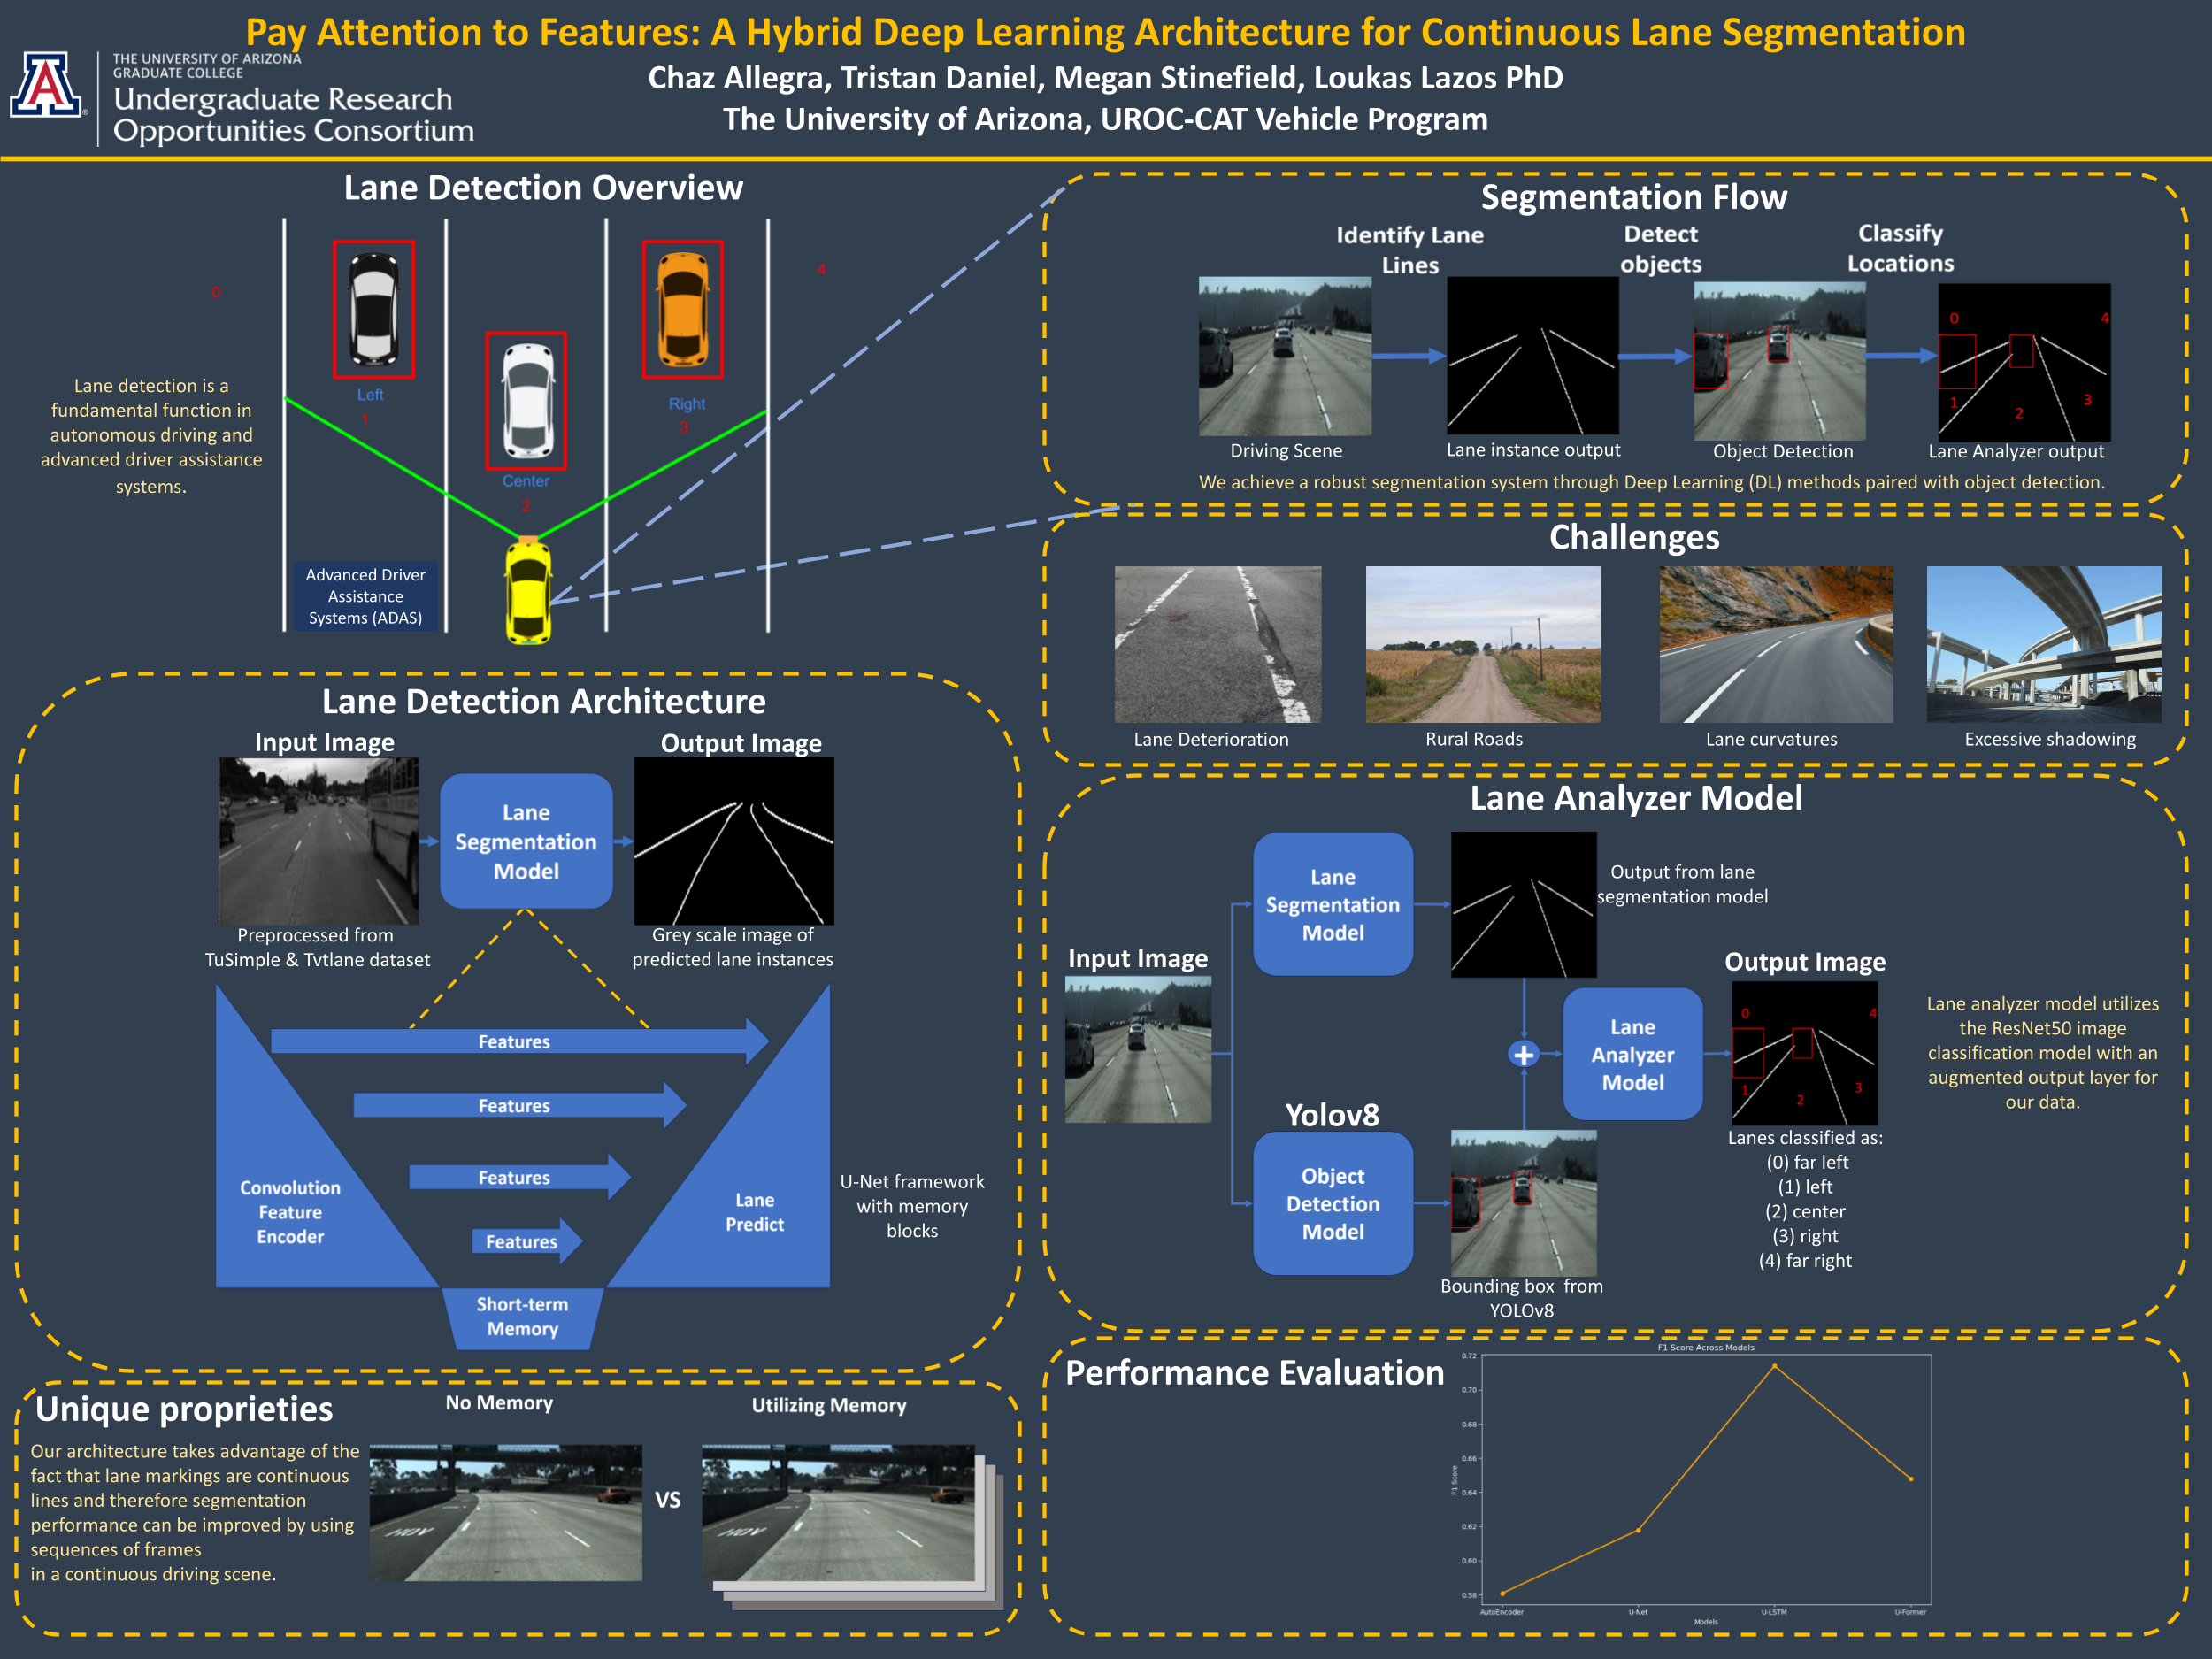 Pay Attention to Features: A Hybrid Deep Learning Architecture for Continuous Lane Segmentation
Chaz Allegra, Tristan Daniel, Megan Stinefield, Loukas Lazos PhD
The University of Arizona, UROC-CAT Vehicle Program
A
THE UNIVERSITY OF ARIZONA
GRADUATE COLLEGE
Undergraduate Research
Opportunities Consortium
Lane Detection Overview
0
4
Left
1
Right
3
Center
2
Lane detection is a
fundamental function in
autonomous driving and
advanced driver assistance
systems.
Advanced Driver
Assistance
Systems (ADAS)
Segmentation Flow
Identify Lane
Lines
Detect
objects
Classify
Locations
0
4
1
2
3
Driving Scene
Lane instance output
Object Detection
Lane Analyzer output
We achieve a robust segmentation system through Deep Learning (DL) methods paired with object detection.
Challenges
Lane Deterioration
Rural Roads
Lane curvatures
Excessive shadowing
Lane Detection Architecture
Input Image
Output Image
Lane
Segmentation
Model
Preprocessed from
TuSimple & Tvtlane dataset
Grey scale image of
predicted lane instances
Features
Features
Features
Features
Convolution
Feature
Encoder
Lane
Predict
Short-term
Memory
U-Net framework
with memory
blocks
Lane Analyzer Model
Input Image
Lane
Segmentation
Model
Output from lane
segmentation model
Yolov8
Object
Detection
Model
Bounding box from
YOLOv8
+
Lane
Analyzer
Model
Output Image
0
4
1
2
3
Lanes classified as:
(0) far left
(1) left
(2) center
(3) right
(4) far right
Lane analyzer model utilizes
the ResNet50 image
classification model with an
augmented output layer for
our data.
Unique proprieties
Our architecture takes advantage of the
fact that lane markings are continuous
lines and therefore segmentation
performance can be improved by using
sequences of frames
in a continuous driving scene.
No Memory
HOV
VS
Utilizing Memory
HOV
Performance Evaluation
F1 Score Across Models
0.72
0.70
0.68
0.66
0.64
0.62
0.60
0.58
F1 Score
AutoEncoder
U-Net
U-LSTM
U-Former
Models